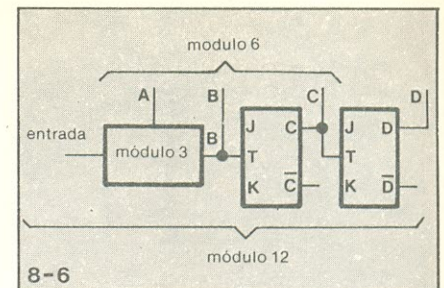 modulo 6
A B C D
entrada
módulo 3
B
J C
T
K C̅
J D
T
K D̅
módulo 12
8-6